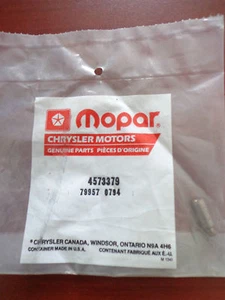 Mopar
CHRYSLER MOTORS
GENUINE PARTS PIÈCES D'ORIGINE
4573379
79957 0794
* CHRYSLER CANADA, WINDSOR, ONTARIO N9A 4H6
CONTAINER MADE IN U.S.A. CONTENANT FABRIQUÉ AUX É.-U.